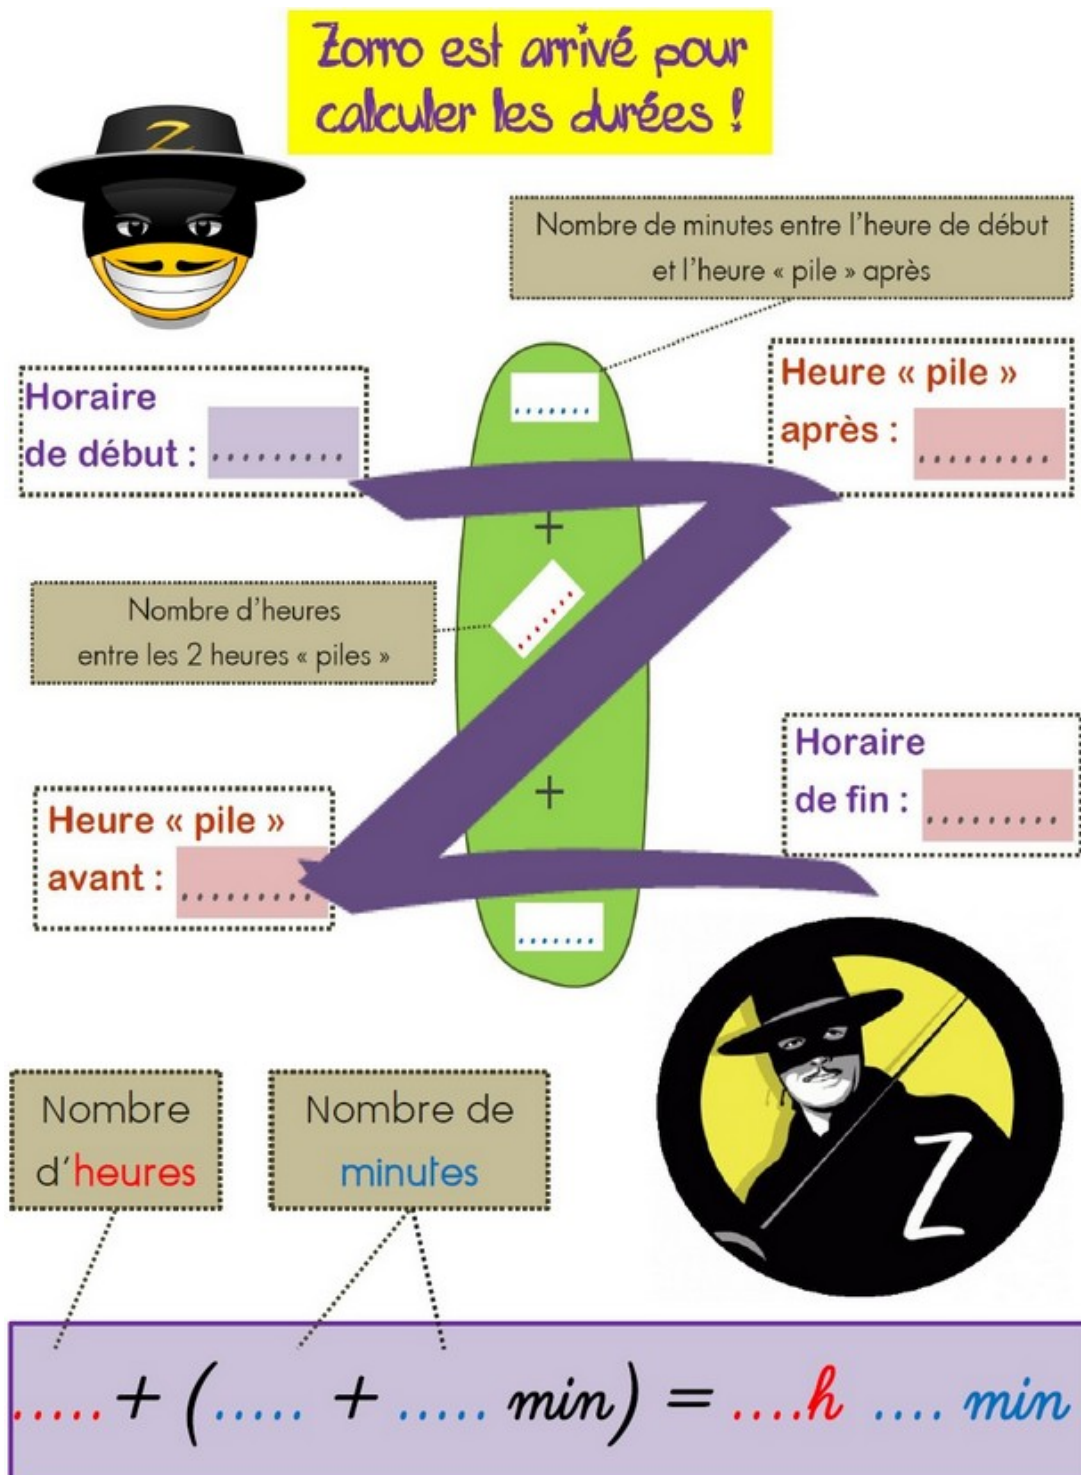 Zorro est arrivé pour
calculer les durées !
Z
Nombre de minutes entre l'heure de début
et l'heure « pile » après
Horaire
de début : .........
.......
Heure « pile »
après : .........
+
Nombre d'heures
entre les 2 heures « piles »
.......
Horaire
de fin : .........
+
Heure « pile »
avant : .........
.......
Z
Nombre
d'heures
Nombre de
minutes
..... + (..... + ..... min) = ....h .... min